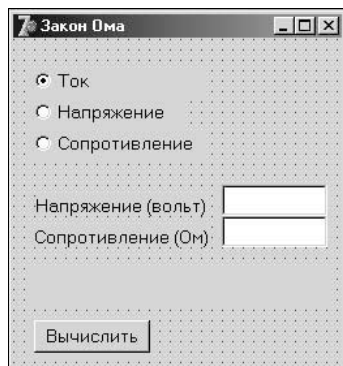 Закон Ома
Ток
Напряжение
Сопротивление
Напряжение (вольт)
Сопротивление (Ом)
Вычислить